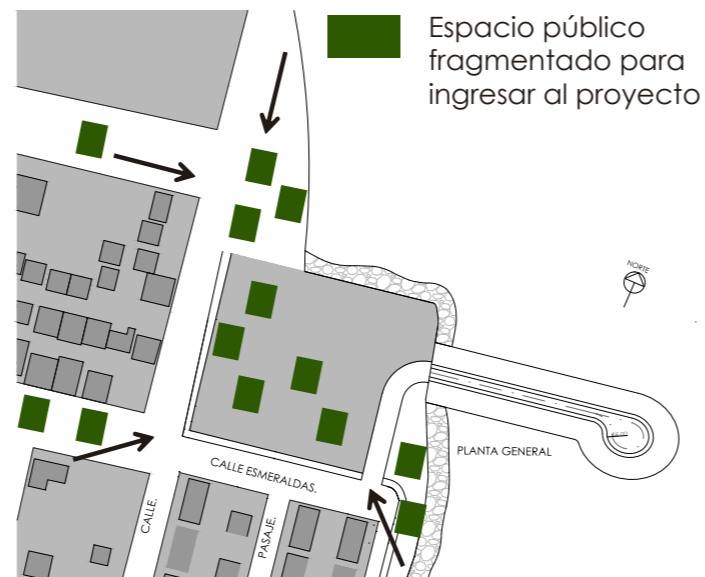 Espacio público
fragmentado para
ingresar al proyecto
NORTE
PLANTA GENERAL
CALLE ESMERALDAS.
CALLE.
PASAJE.